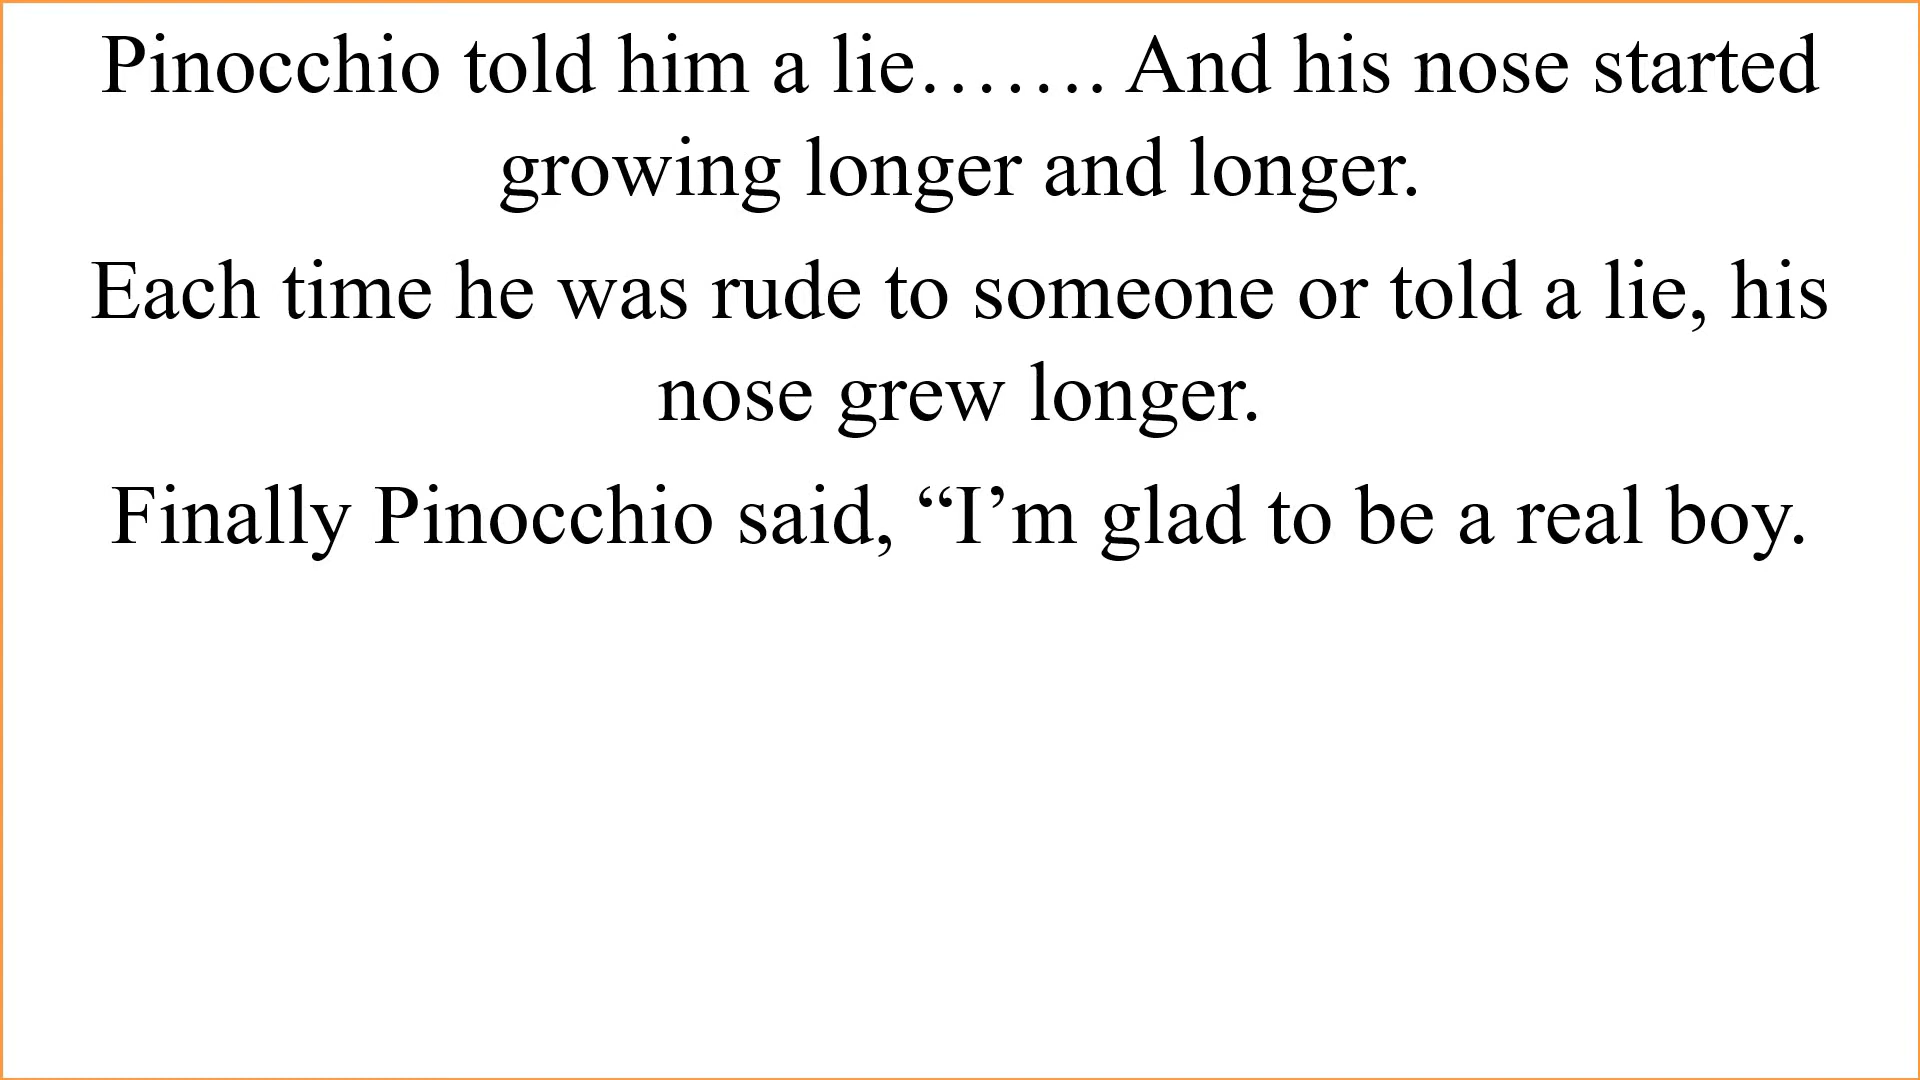 Pinocchio told him a lie……. And his nose started
growing longer and longer.
Each time he was rude to someone or told a lie, his
nose grew longer.
Finally Pinocchio said, “I’m glad to be a real boy.